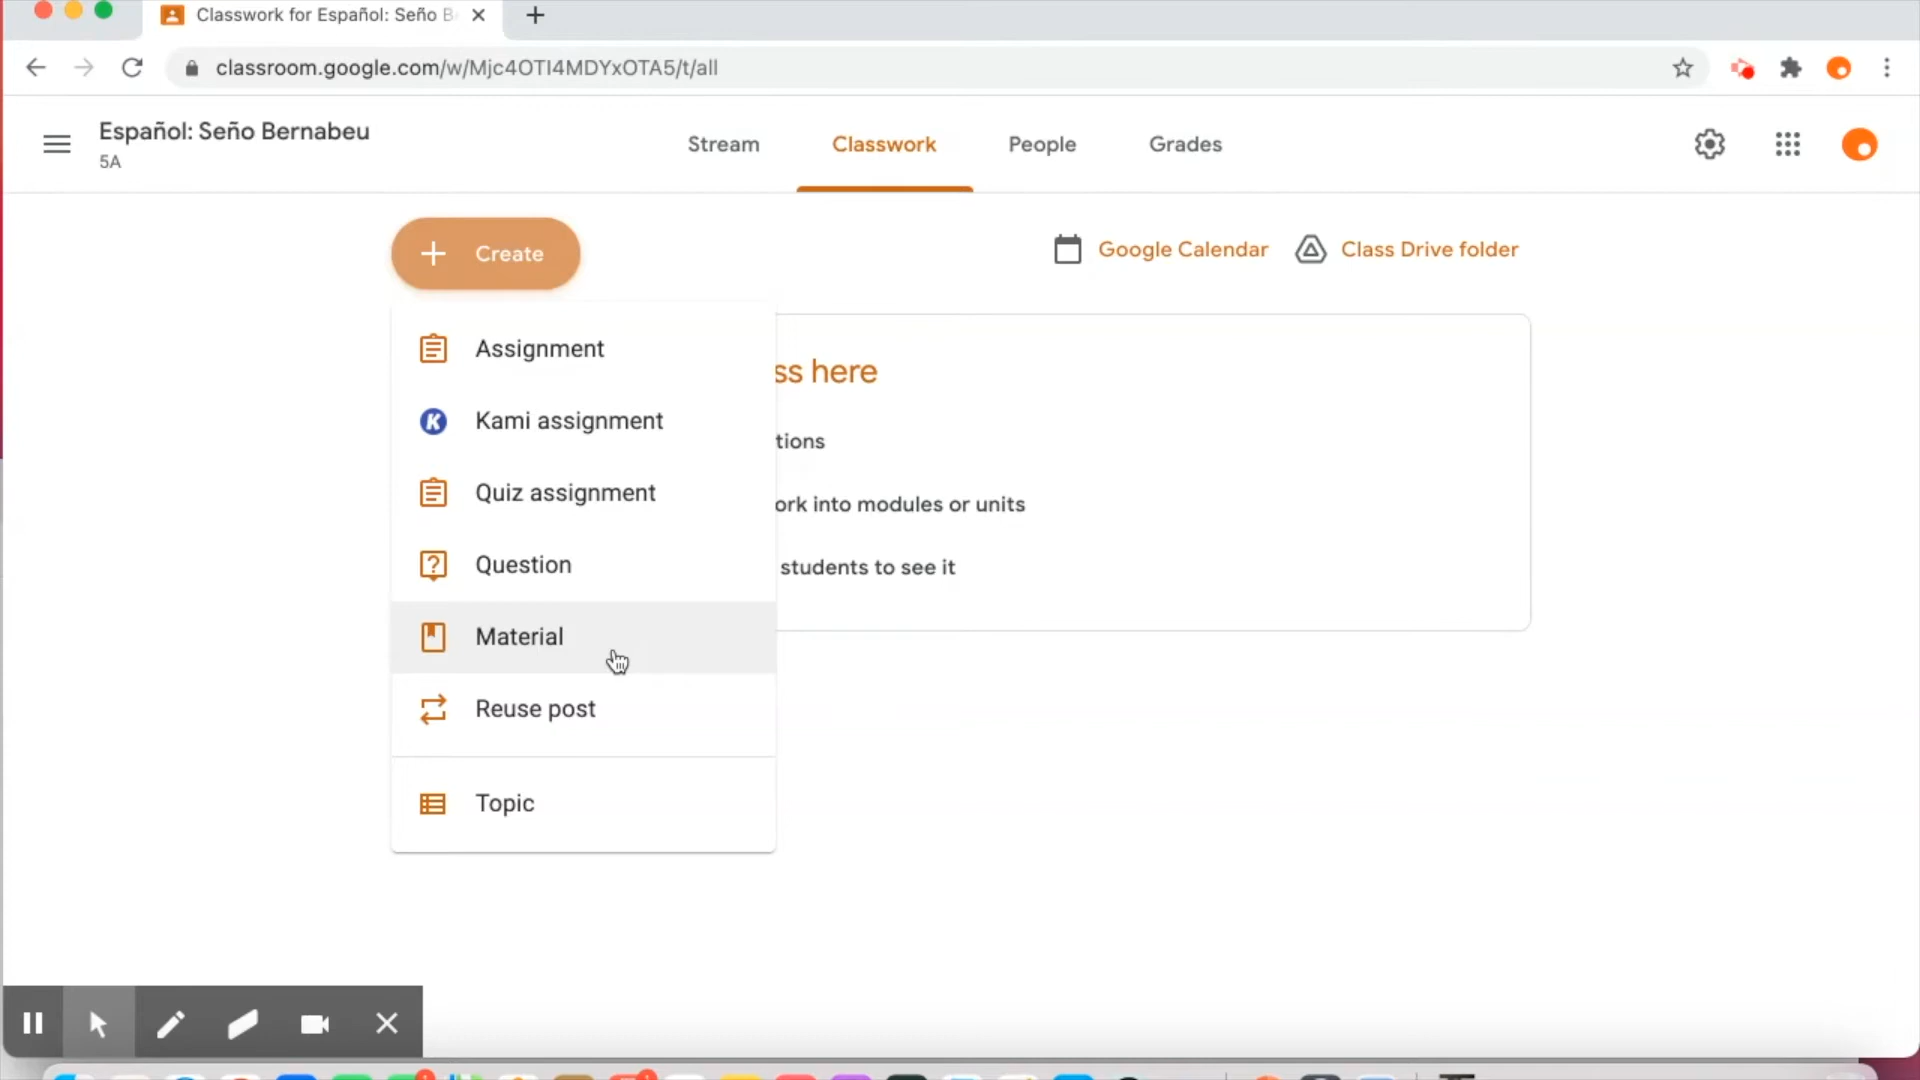 Classwork for Español: Seño B
classroom.google.com/w/Mjc4OTI4MDYxOTA5/t/all
Español: Seño Bernabeu
5A
Stream
Classwork
People
Grades
Create
Google Calendar
Class Drive folder
Assignment
ss here
Kami assignment
tions
Quiz assignment
ork into modules or units
Question
students to see it
Material
Reuse post
Topic